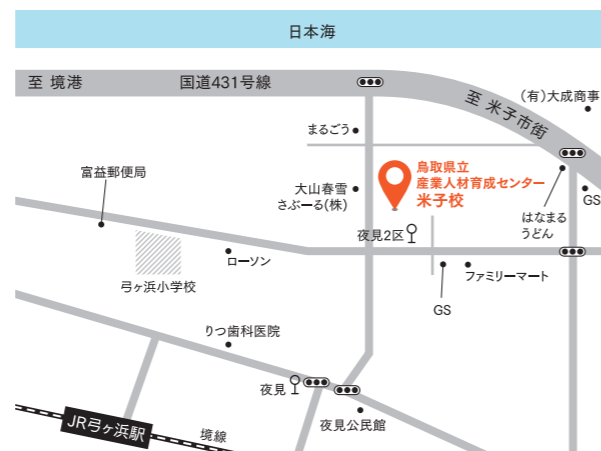 日本海
至 境港
国道431号線
至 米子市街
(有)大成商事
まるごう
富益郵便局
大山春雪
さぶーる(株)
鳥取県立
産業人材育成センター
米子校
GS
はなまる
うどん
夜見2区
ローソン
ファミリーマート
弓ヶ浜小学校
GS
りつ歯科医院
夜見
夜見公民館
JR弓ヶ浜駅
境線